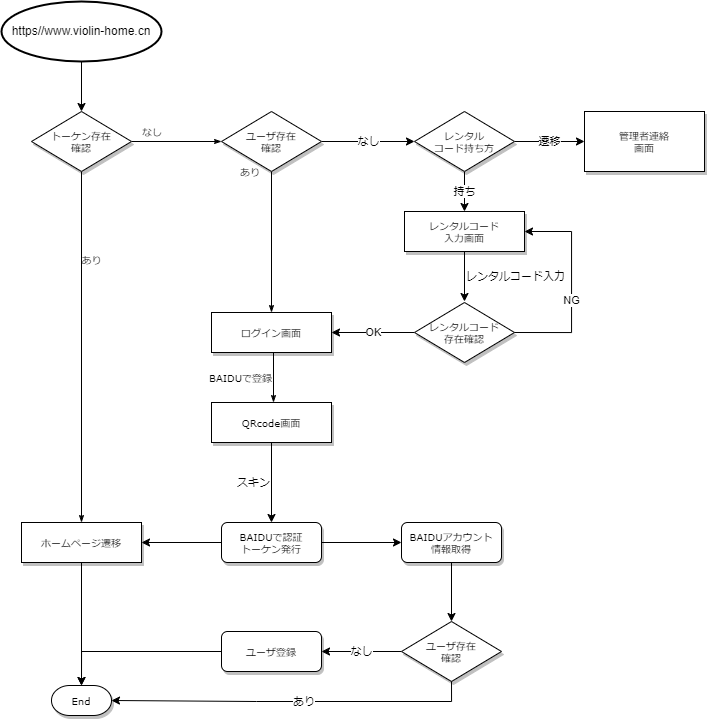 https//www.violin-home.cn
トークン存在
確認
なし
ユーザ存在
確認
なし
レンタル
コード持ち方
遷移
管理者連絡
画面
あり
持ち
レンタルコード
入力画面
あり
レンタルコード入力
NG
ログイン画面
OK
レンタルコード
存在確認
BAIDUで登録
QRcode画面
スキン
ホームページ遷移
BAIDUで認証
トークン発行
BAIDUアカウント
情報取得
ユーザ登録
なし
ユーザ存在
確認
End
あり